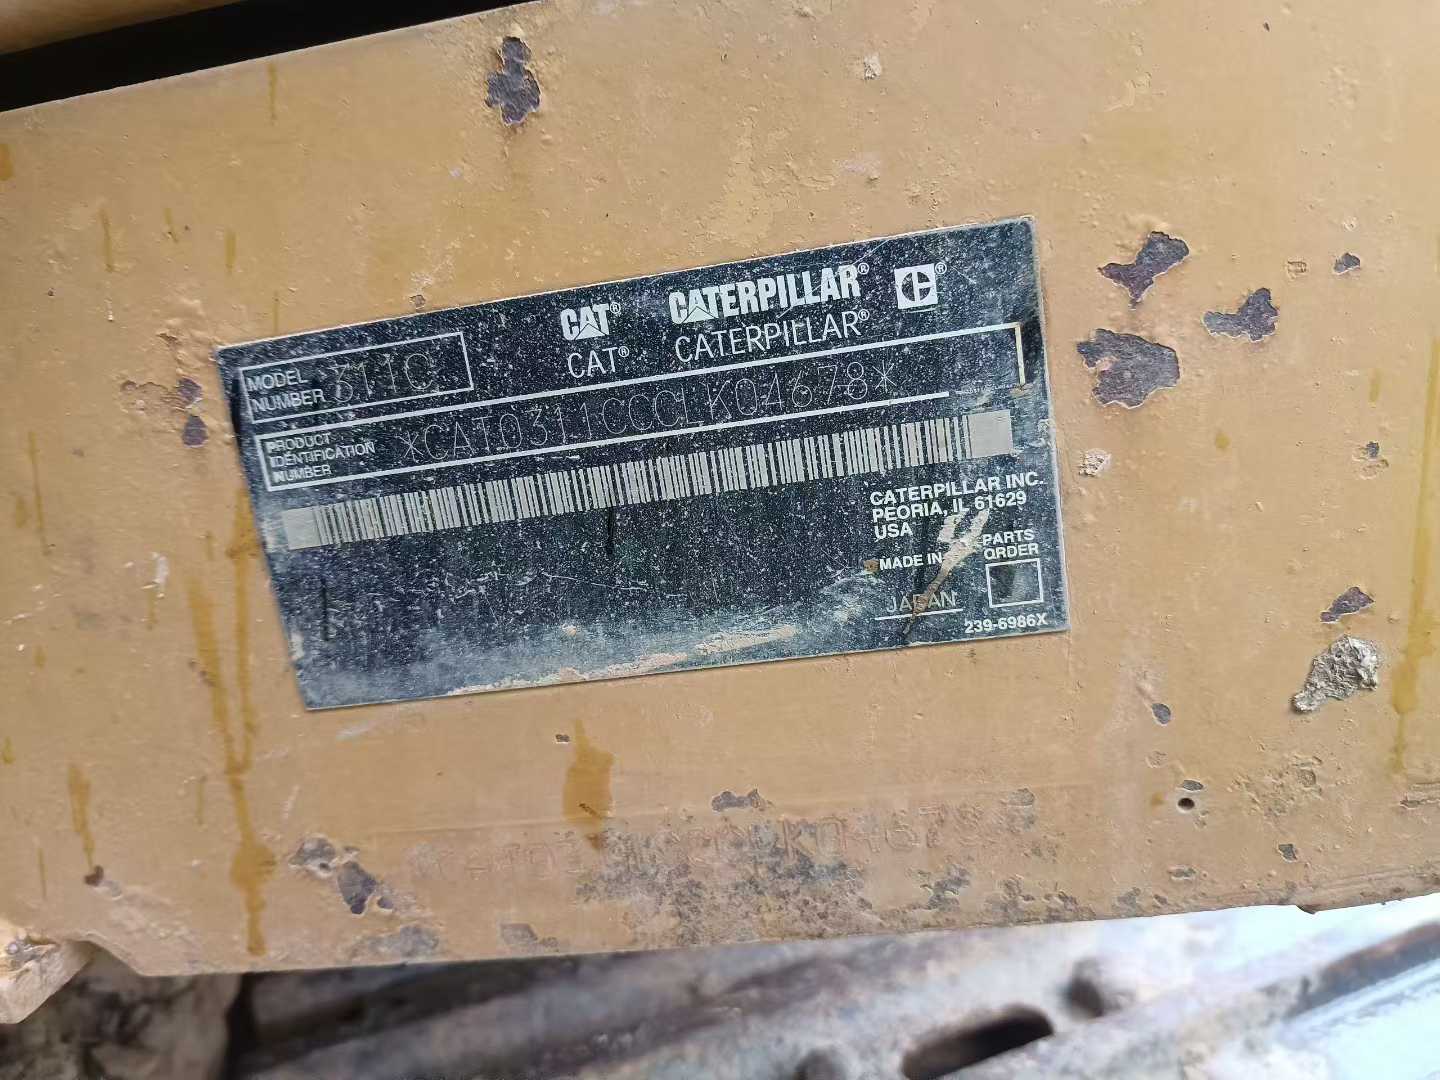 CAT® CATERPILLAR® C®
CAT® CATERPILLAR®
MODEL NUMBER 311C
PRODUCT IDENTIFICATION NUMBER *CAT0311CCCLK04678*
CATERPILLAR INC.
PEORIA, IL 61629
USA
MADE IN
JAPAN
PARTS
ORDER
239-6986X